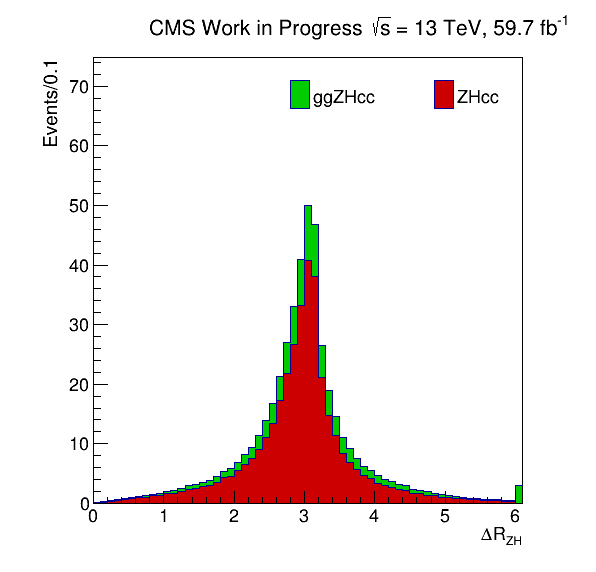 CMS Work in Progress √s = 13 TeV, 59.7 fb⁻¹
Events/0.1
ggZHcc ZHcc
70
60
50
40
30
20
10
0
0 1 2 3 4 5 6
ΔR_ZH